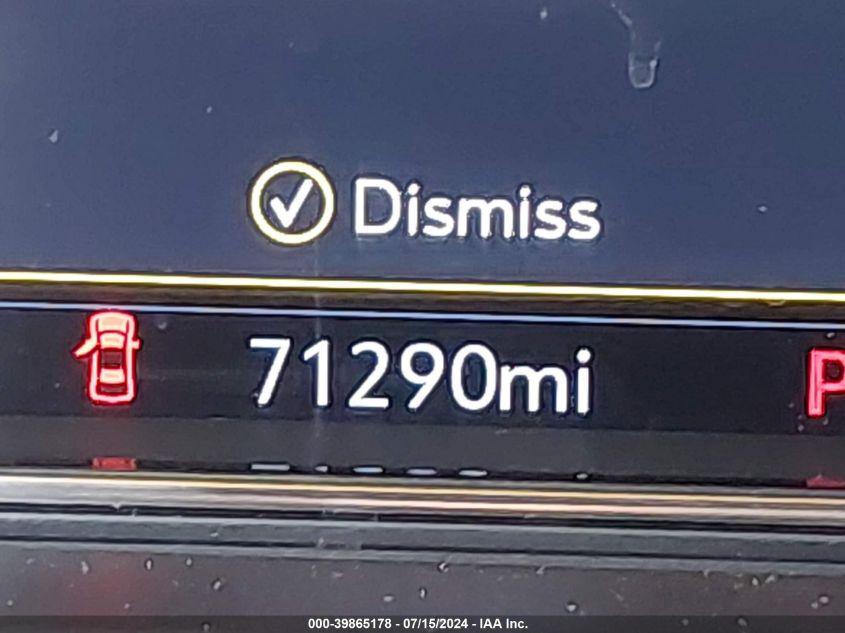 Dismiss
71290mi
P
000-39865178 - 07/15/2024 - IAA Inc.